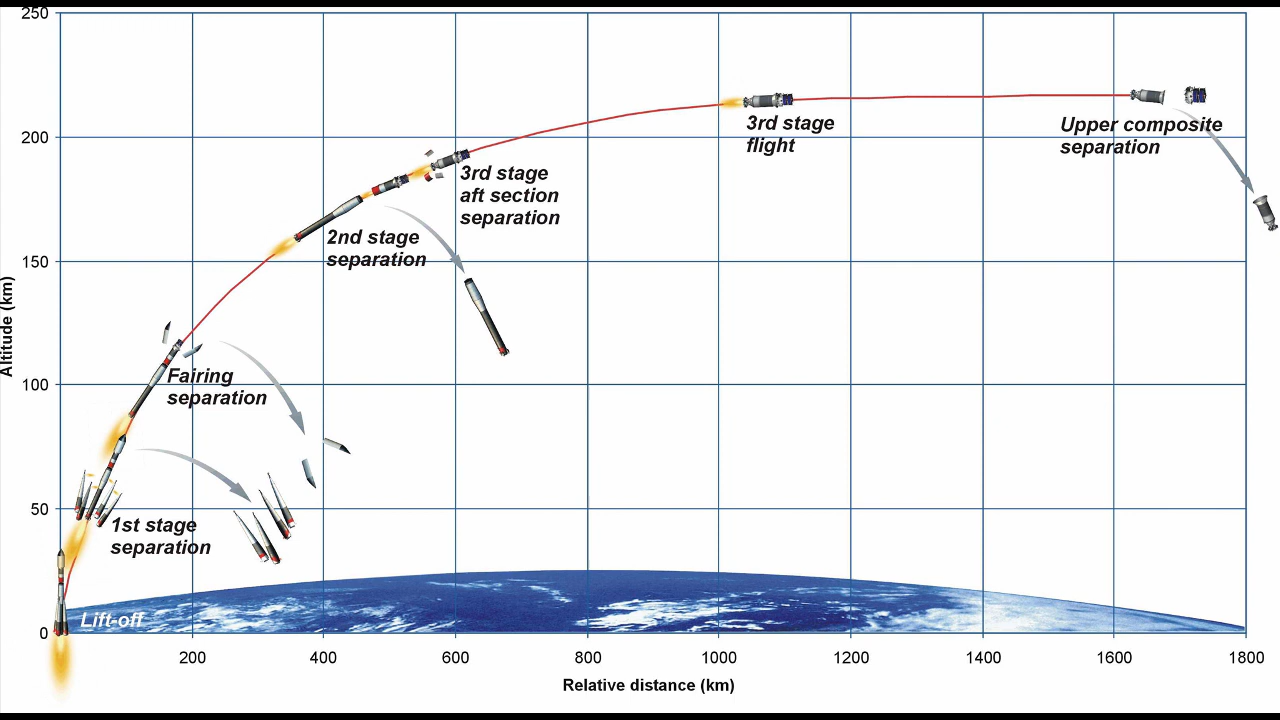 250
200
150
100
50
0
Altitude (km)
3rd stage
flight
Upper composite
separation
3rd stage
aft section
separation
2nd stage
separation
Fairing
separation
1st stage
separation
Lift-off
200
400
600
800
1000
1200
1400
1600
1800
Relative distance (km)